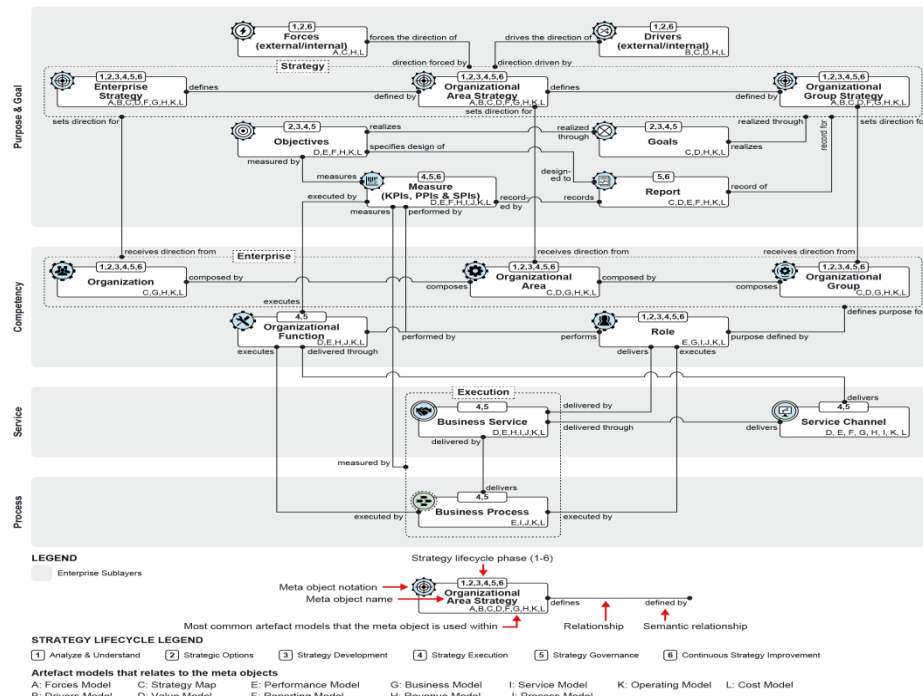 1,2,6
Forces
(external/internal)
A,C,H,L
forces the direction of
drives the direction of
1,2,6
Drivers
(external/internal)
B,C,D,H,L
direction forced by
direction driven by
Strategy
1,2,3,4,5,6
Enterprise
Strategy
A,B,C,D,F,G,H,K,L
defines
defined by
1,2,3,4,5,6
Organizational
Area Strategy
A,B,C,D,F,G,H,K,L
defines
defined by
1,2,3,4,5,6
Organizational
Group Strategy
A,B,C,D,F,G,H,K,L
sets direction for
sets direction for
realized through
record for
sets direction for
Purpose & Goal
2,3,4,5
Objectives
D,E,F,H,K,L
realizes
specifies design of
realized
through
2,3,4,5
Goals
C,D,H,K,L
realizes
measured by
measures
4,5,6
Measure
(KPIs, PPIs & SPIs)
D,E,F,H,I,J,K,L
executed by
measures
performed by
record-
ed by
design-
ed to
records
5,6
Report
C,D,E,F,H,K,L
record of
receives direction from
receives direction from
receives direction from
Enterprise
Competency
1,2,3,4,5,6
Organization
C,G,H,K,L
composed by
composes
1,2,3,4,5,6
Organizational
Area
C,D,G,H,K,L
composed by
composes
1,2,3,4,5,6
Organizational
Group
C,D,G,H,K,L
executes
defines purpose for
4,5
Organizational
Function
D,E,H,J,K,L
performed by
performs
1,2,3,4,5,6
Role
E,G,I,J,K,L
purpose defined by
executes
delivered through
delivers
executes
Execution
Service
4,5
Business Service
D,E,H,I,J,K,L
delivered by
delivered through
delivers
delivers
4,5
Service Channel
D, E, F, G, H, I, K, L
delivered by
measured by
delivers
Process
4,5
Business Process
E,I,J,K,L
executed by
executed by
LEGEND
Enterprise Sublayers
Strategy lifecycle phase (1-6)
Meta object notation
Meta object name
1,2,3,4,5,6
Organizational
Area Strategy
A,B,C,D,F,G,H,K,L
defines
defined by
Most common artefact models that the meta object is used within
Relationship
Semantic relationship
STRATEGY LIFECYCLE LEGEND
1 Analyze & Understand 2 Strategic Options 3 Strategy Development 4 Strategy Execution 5 Strategy Governance 6 Continuous Strategy Improvement
Artefact models that relates to the meta objects
A: Forces Model C: Strategy Map E: Performance Model G: Business Model I: Service Model K: Operating Model L: Cost Model
B: Drivers Model D: Value Model F: Reporting Model H: Revenue Model J: Process Model